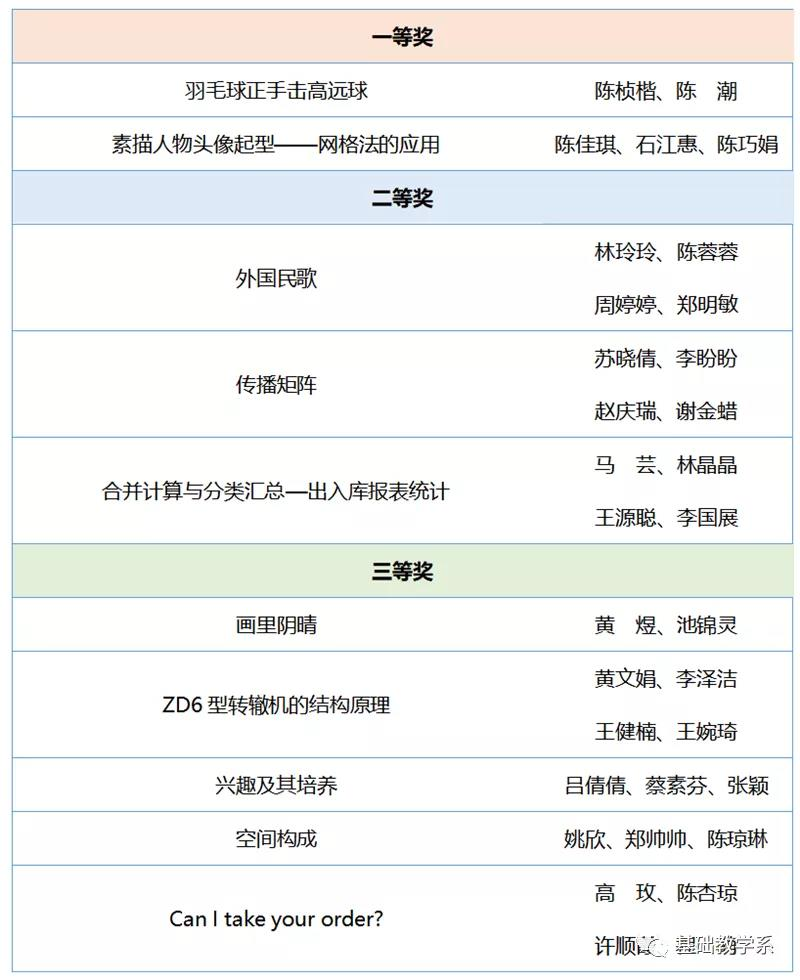 一等奖
羽毛球正手击高远球 陈桢楷、陈 潮
素描人物头像起型——网格法的应用 陈佳琪、石江惠、陈巧娟
二等奖
林玲玲、陈蓉蓉
外国民歌
周婷婷、郑明敏
苏晓倩、李盼盼
传播矩阵
赵庆瑞、谢金蜡
马 芸、林晶晶
合并计算与分类汇总—出入库报表统计
王源聪、李国展
三等奖
画里阴晴 黄 煜、池锦灵
黄文娟、李泽洁
ZD6 型转辙机的结构原理
王健楠、王婉琦
兴趣及其培养 吕倩倩、蔡素芬、张颖
空间构成 姚欣、郑帅帅、陈琼琳
高 玫、陈杏琼
Can I take your order?
许顺
基础教学系